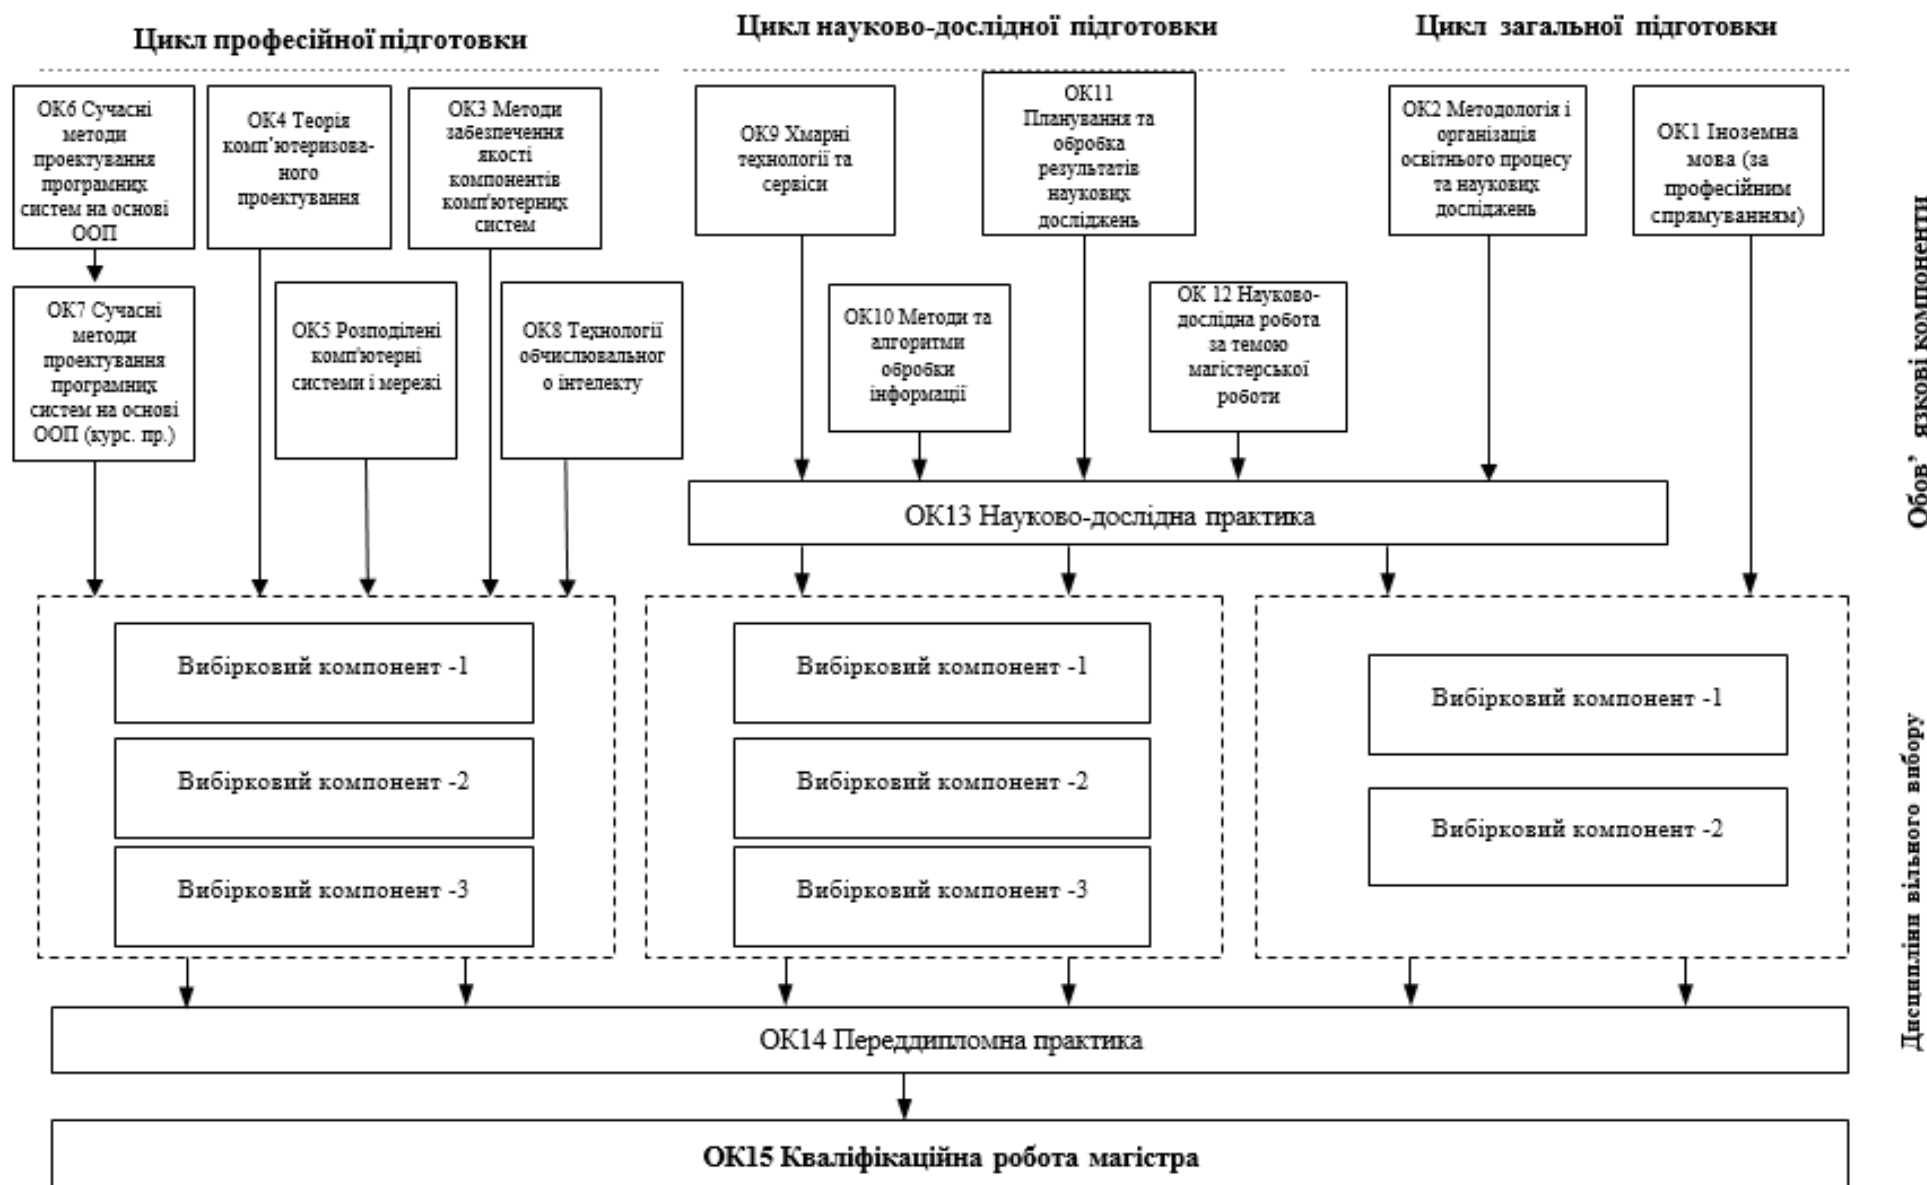 Цикл професійної підготовки
Цикл науково-дослідної підготовки
Цикл загальної підготовки
ОК6 Сучасні
методи
проектування
програмних
систем на основі
ООП
ОК4 Теорія
комп'ютеризова-
ного
проектування
ОК3 Методи
забезпечення
якості
компонентів
комп'ютерних
систем
ОК9 Хмарні
технології та
сервіси
ОК11
Планування та
обробка
результатів
наукових
досліджень
ОК2 Методологія і
організація
освітнього процесу
та наукових
досліджень
ОК1 Іноземна
мова (за
професійним
спрямуванням)
ОК7 Сучасні
методи
проектування
програмних
систем на основі
ООП (курс. пр.)
ОК5 Розподілені
комп'ютерні
системи і мережі
ОК8 Технології
обчислювальног
о інтелекту
ОК10 Методи та
алгоритми
обробки
інформації
ОК 12 Науково-
дослідна робота
за темою
магістерської
роботи
Обов' язкові компоненти
ОК13 Науково-дослідна практика
Вибірковий компонент -1
Вибірковий компонент -2
Вибірковий компонент -3
Вибірковий компонент -1
Вибірковий компонент -2
Вибірковий компонент -3
Вибірковий компонент -1
Вибірковий компонент -2
Дисципліни вільного вибору
ОК14 Переддипломна практика
ОК15 Кваліфікаційна робота магістра